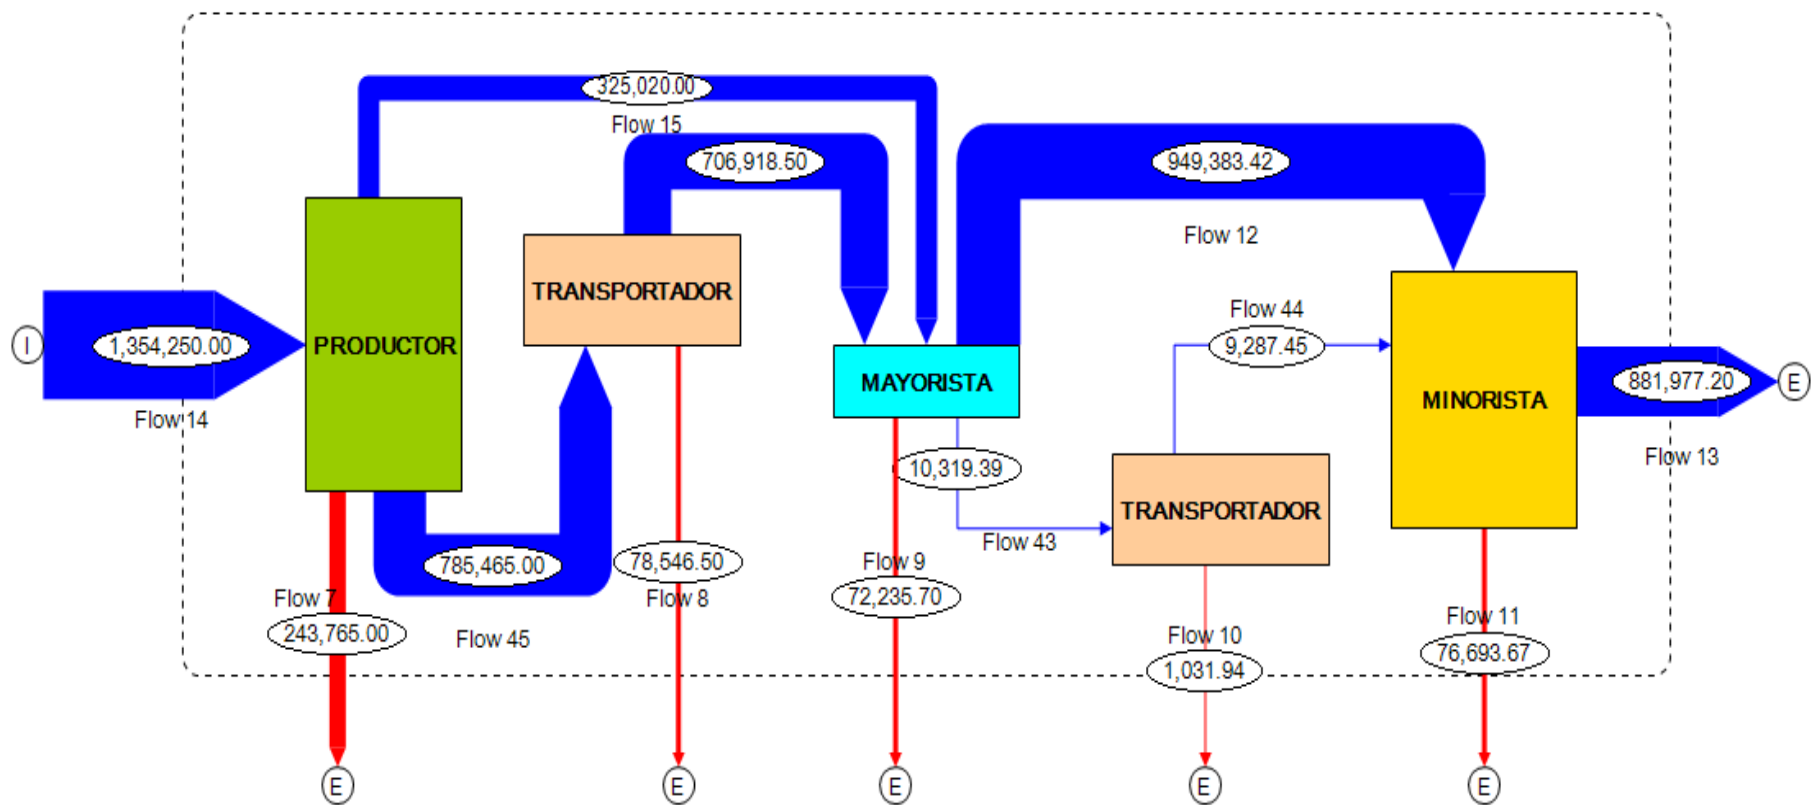 325,020.00
Flow 15
706,918.50
949,383.42
Flow 12
TRANSPORTADOR
Flow 44
I
1,354,250.00
PRODUCTOR
9,287.45
MAYORISTA
881,977.20
E
MINORISTA
Flow 14
Flow 13
10,319.39
TRANSPORTADOR
Flow 43
785,465.00
78,546.50
Flow 9
Flow 7
Flow 8
72,235.70
243,765.00
Flow 45
Flow 10
Flow 11
1,031.94
76,693.67
E
E
E
E
E